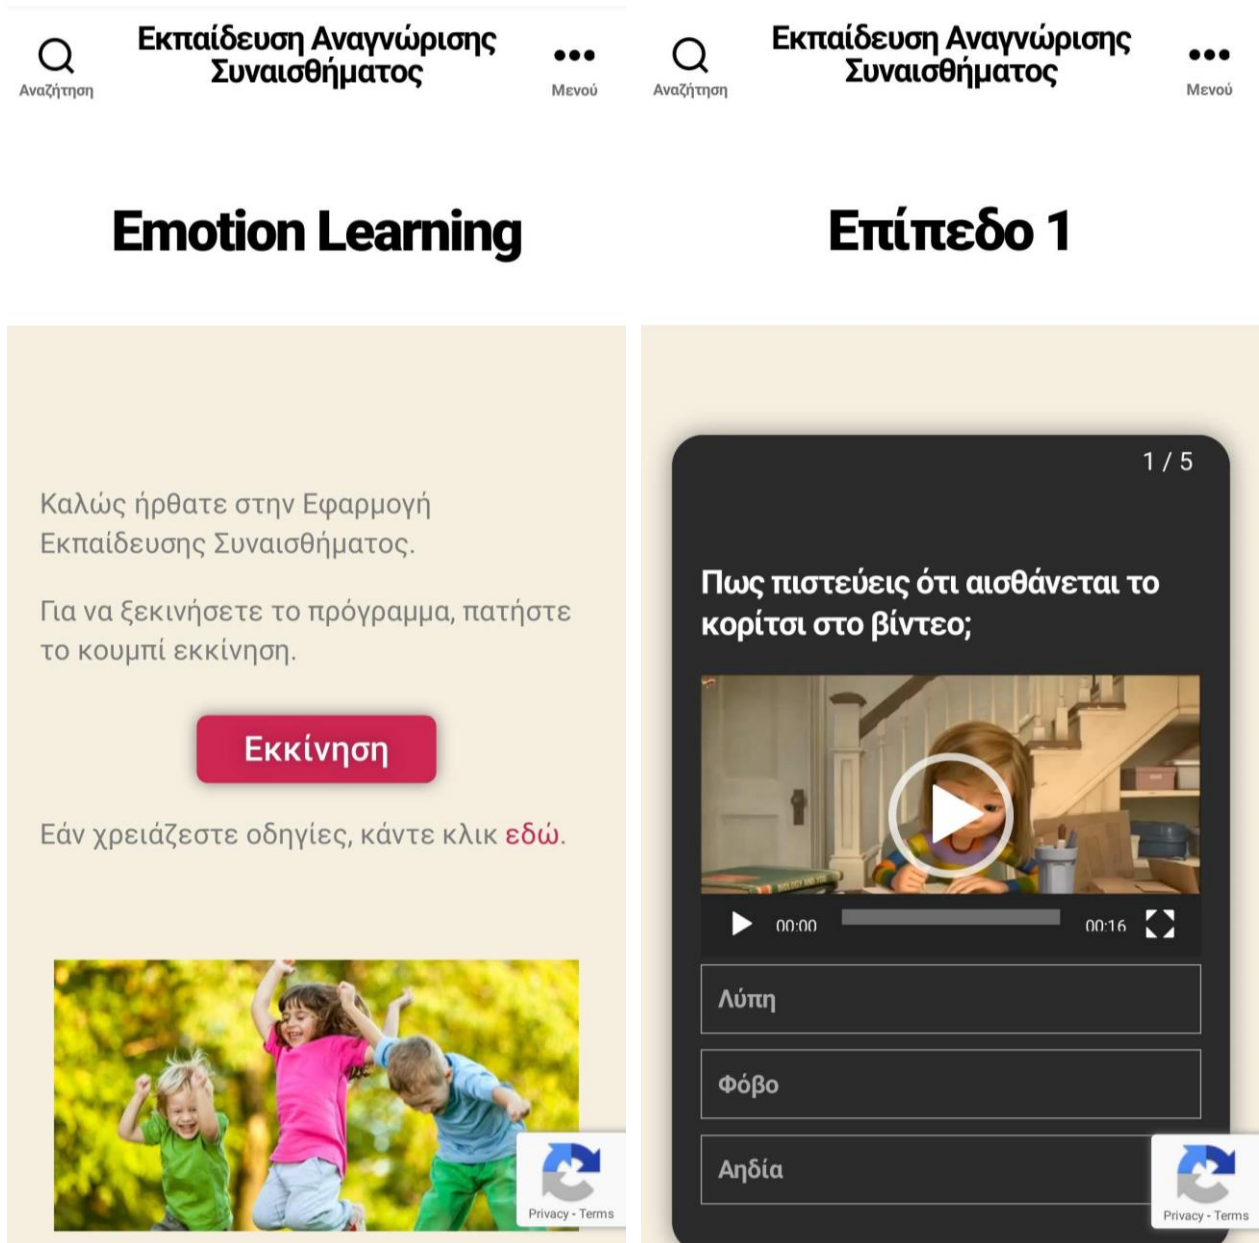 Εκπαίδευση Αναγνώρισης
Συναισθήματος
Αναζήτηση
Μενού
Emotion Learning
Καλώς ήρθατε στην Εφαρμογή
Εκπαίδευσης Συναισθήματος.
Για να ξεκινήσετε το πρόγραμμα, πατήστε
το κουμπί εκκίνηση.
Εκκίνηση
Εάν χρειάζεστε οδηγίες, κάντε κλικ εδώ.
Privacy - Terms
Εκπαίδευση Αναγνώρισης
Συναισθήματος
Αναζήτηση
Μενού
Επίπεδο 1
1 / 5
Πως πιστεύεις ότι αισθάνεται το
κορίτσι στο βίντεο;
00:00
00:16
Λύπη
Φόβο
Αηδία
Privacy - Terms